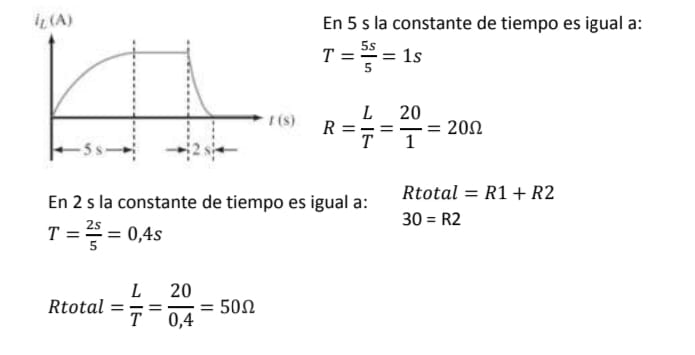 i_L (A)
t (s)
5 s
2 s
En 5 s la constante de tiempo es igual a:
T = 5s/5 = 1s
R = L/T = 20/1 = 20Ω
En 2 s la constante de tiempo es igual a:
T = 2s/5 = 0,4s
Rtotal = L/T = 20/0,4 = 50Ω
Rtotal = R1 + R2
30 = R2